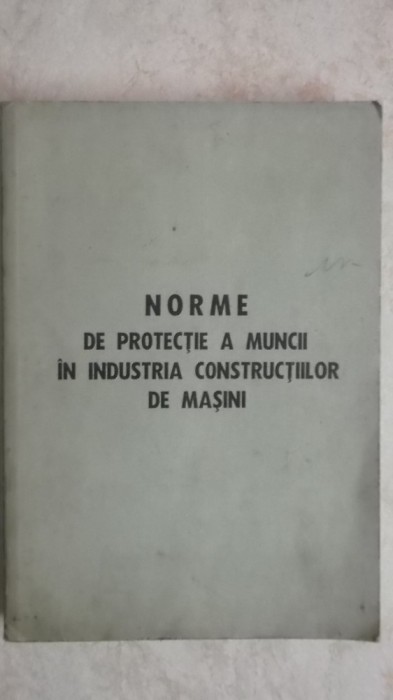 NORME
DE PROTECȚIE A MUNCII
ÎN INDUSTRIA CONSTRUCȚIILOR
DE MAȘINI